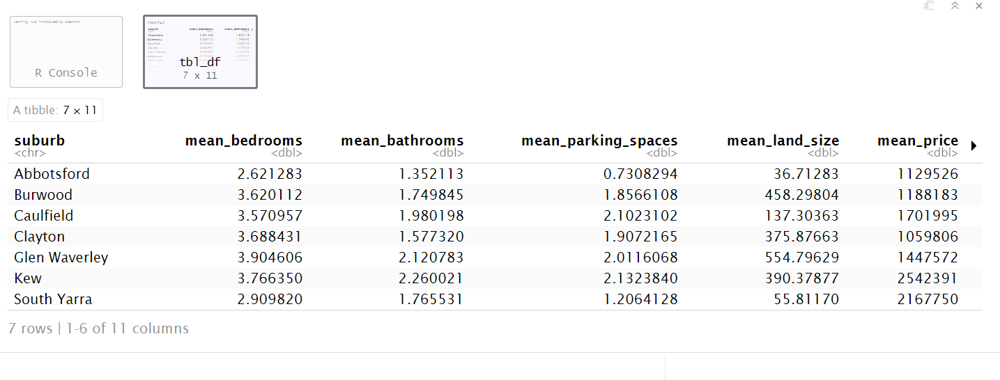 R Console
tbl_df
7 x 11
A tibble: 7 × 11
suburb mean_bedrooms mean_bathrooms mean_parking_spaces mean_land_size mean_price
<chr> <dbl> <dbl> <dbl> <dbl> <dbl>
Abbotsford 2.621283 1.352113 0.7308294 36.71283 1129526
Burwood 3.620112 1.749845 1.8566108 458.29804 1188183
Caulfield 3.570957 1.980198 2.1023102 137.30363 1701995
Clayton 3.688431 1.577320 1.9072165 375.87663 1059806
Glen Waverley 3.904606 2.120783 2.0116068 554.79629 1447572
Kew 3.766350 2.260021 2.1323840 390.37877 2542391
South Yarra 2.909820 1.765531 1.2064128 55.81170 2167750
7 rows | 1-6 of 11 columns